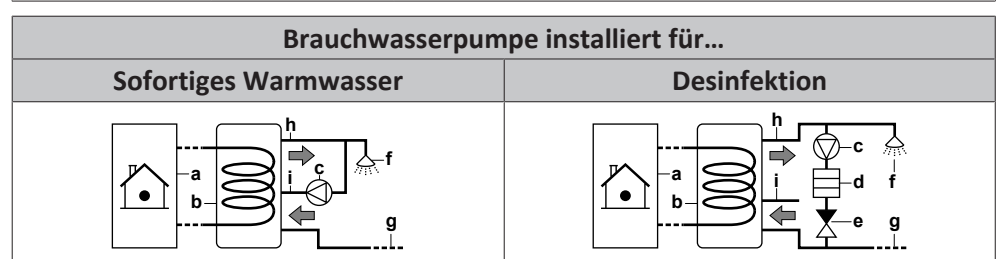 Brauchwasserpumpe installiert für...
Sofortiges Warmwasser
Desinfektion
h
a
c
f
i
b
g
h
c
a
i
d
f
b
e
g